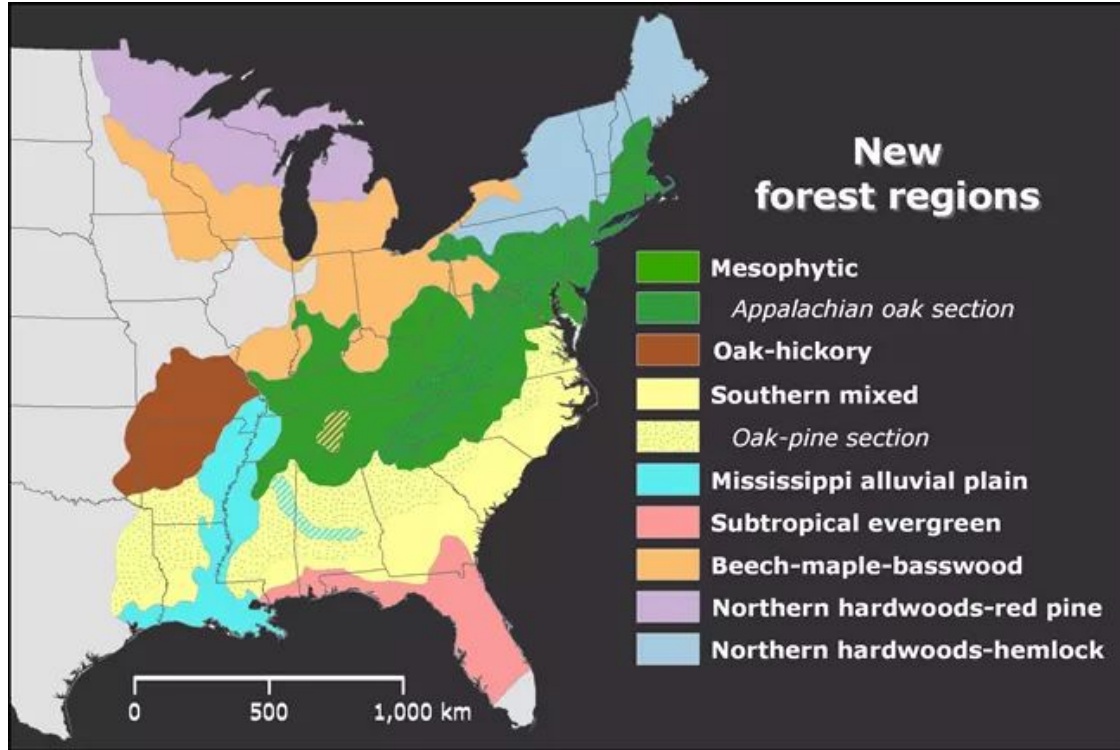 New
forest regions
Mesophytic
Appalachian oak section
Oak-hickory
Southern mixed
Oak-pine section
Mississippi alluvial plain
Subtropical evergreen
Beech-maple-basswood
Northern hardwoods-red pine
Northern hardwoods-hemlock
0 500 1,000 km